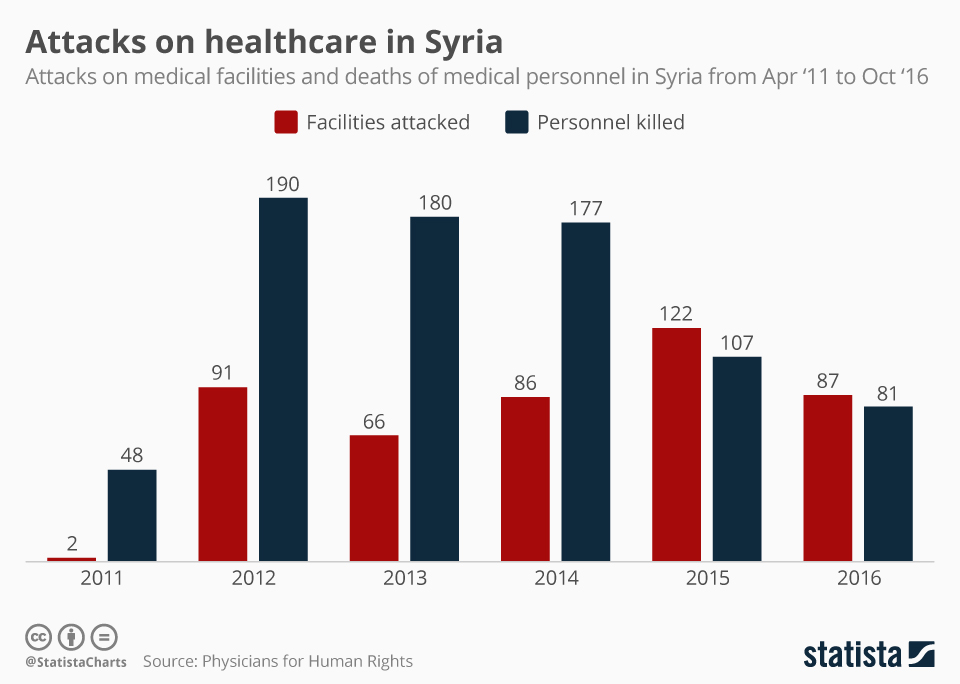 Attacks on healthcare in Syria
Attacks on medical facilities and deaths of medical personnel in Syria from Apr ‘11 to Oct ‘16
Facilities attacked Personnel killed
190
180
177
122
107
91
86
87
81
66
48
2
2011 2012 2013 2014 2015 2016
cc
@StatistaCharts Source: Physicians for Human Rights
statista